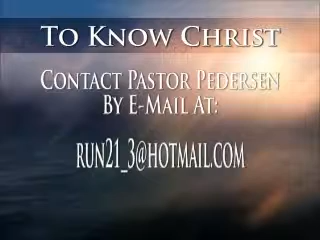 To Know Christ
Contact Pastor Pedersen
By E-Mail At:
run21_3@hotmail.com